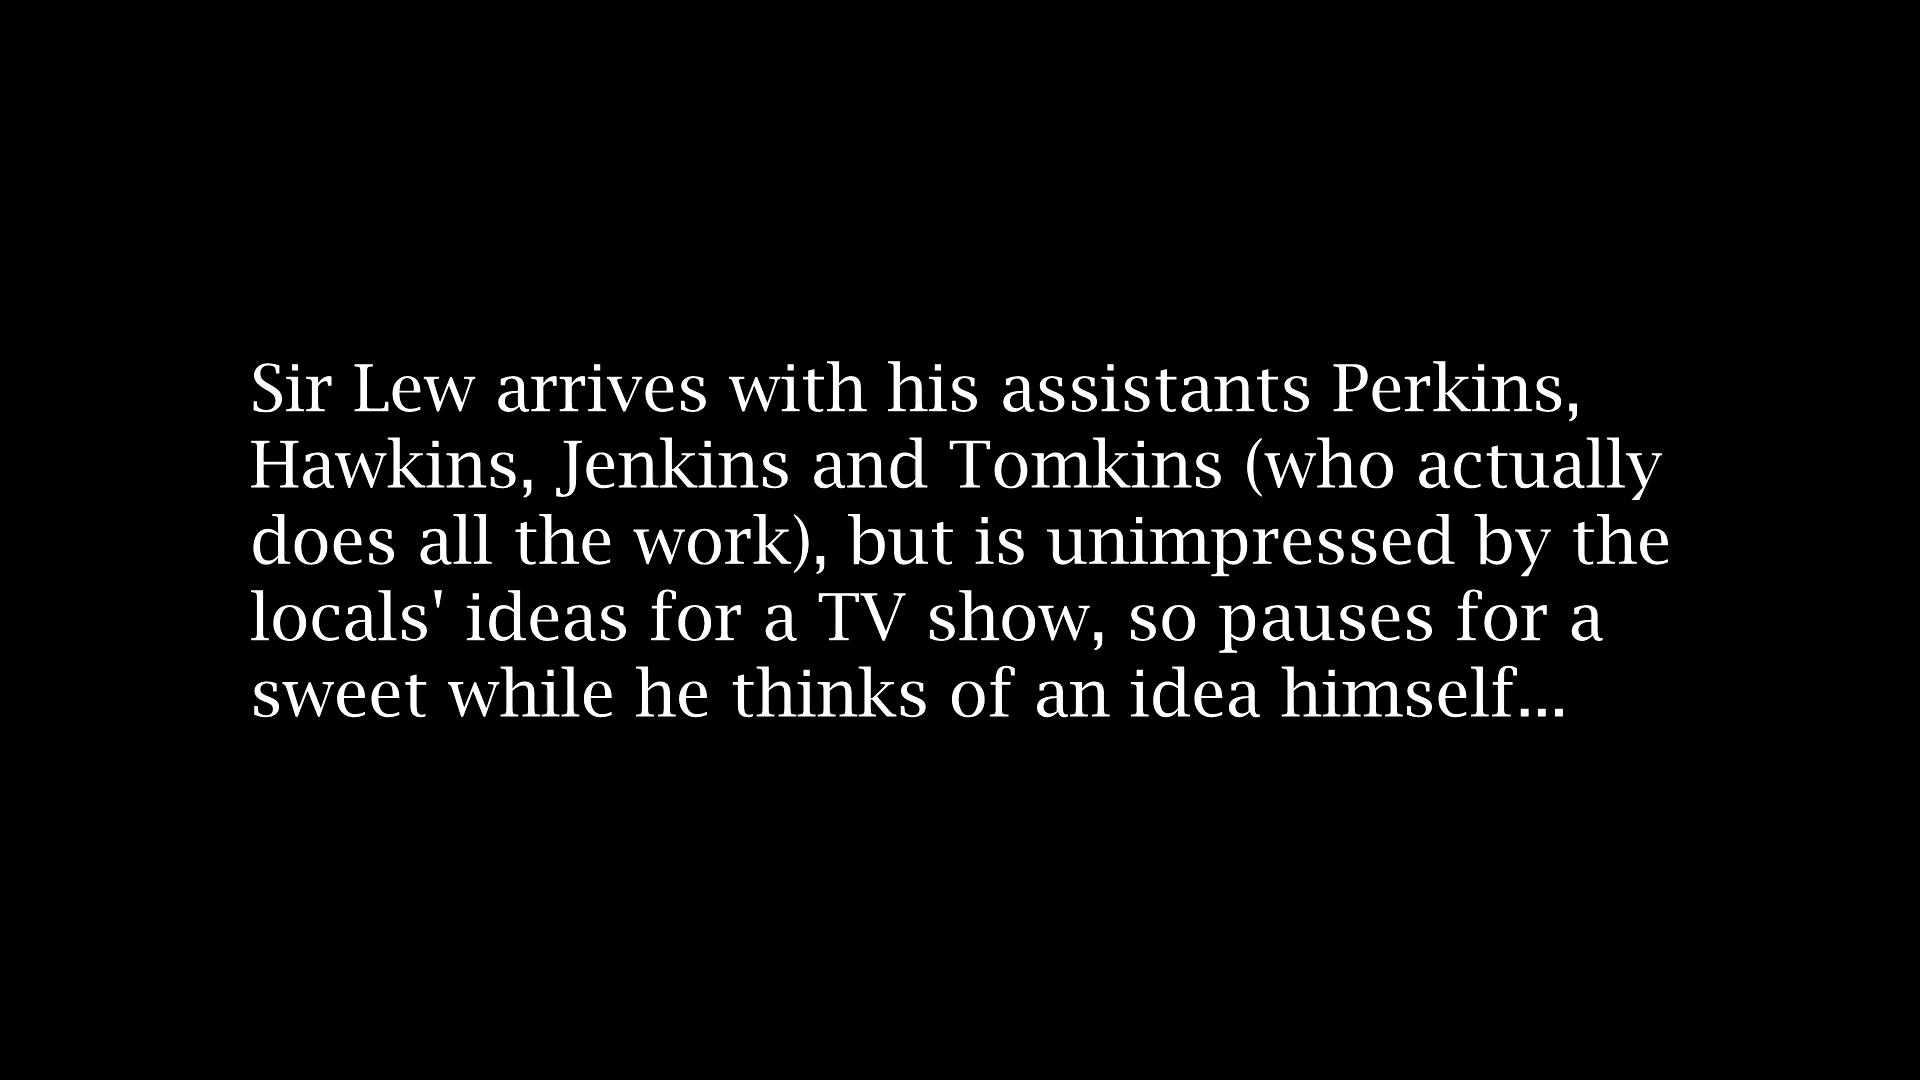 Sir Lew arrives with his assistants Perkins,
Hawkins, Jenkins and Tomkins (who actually
does all the work), but is unimpressed by the
locals' ideas for a TV show, so pauses for a
sweet while he thinks of an idea himself...